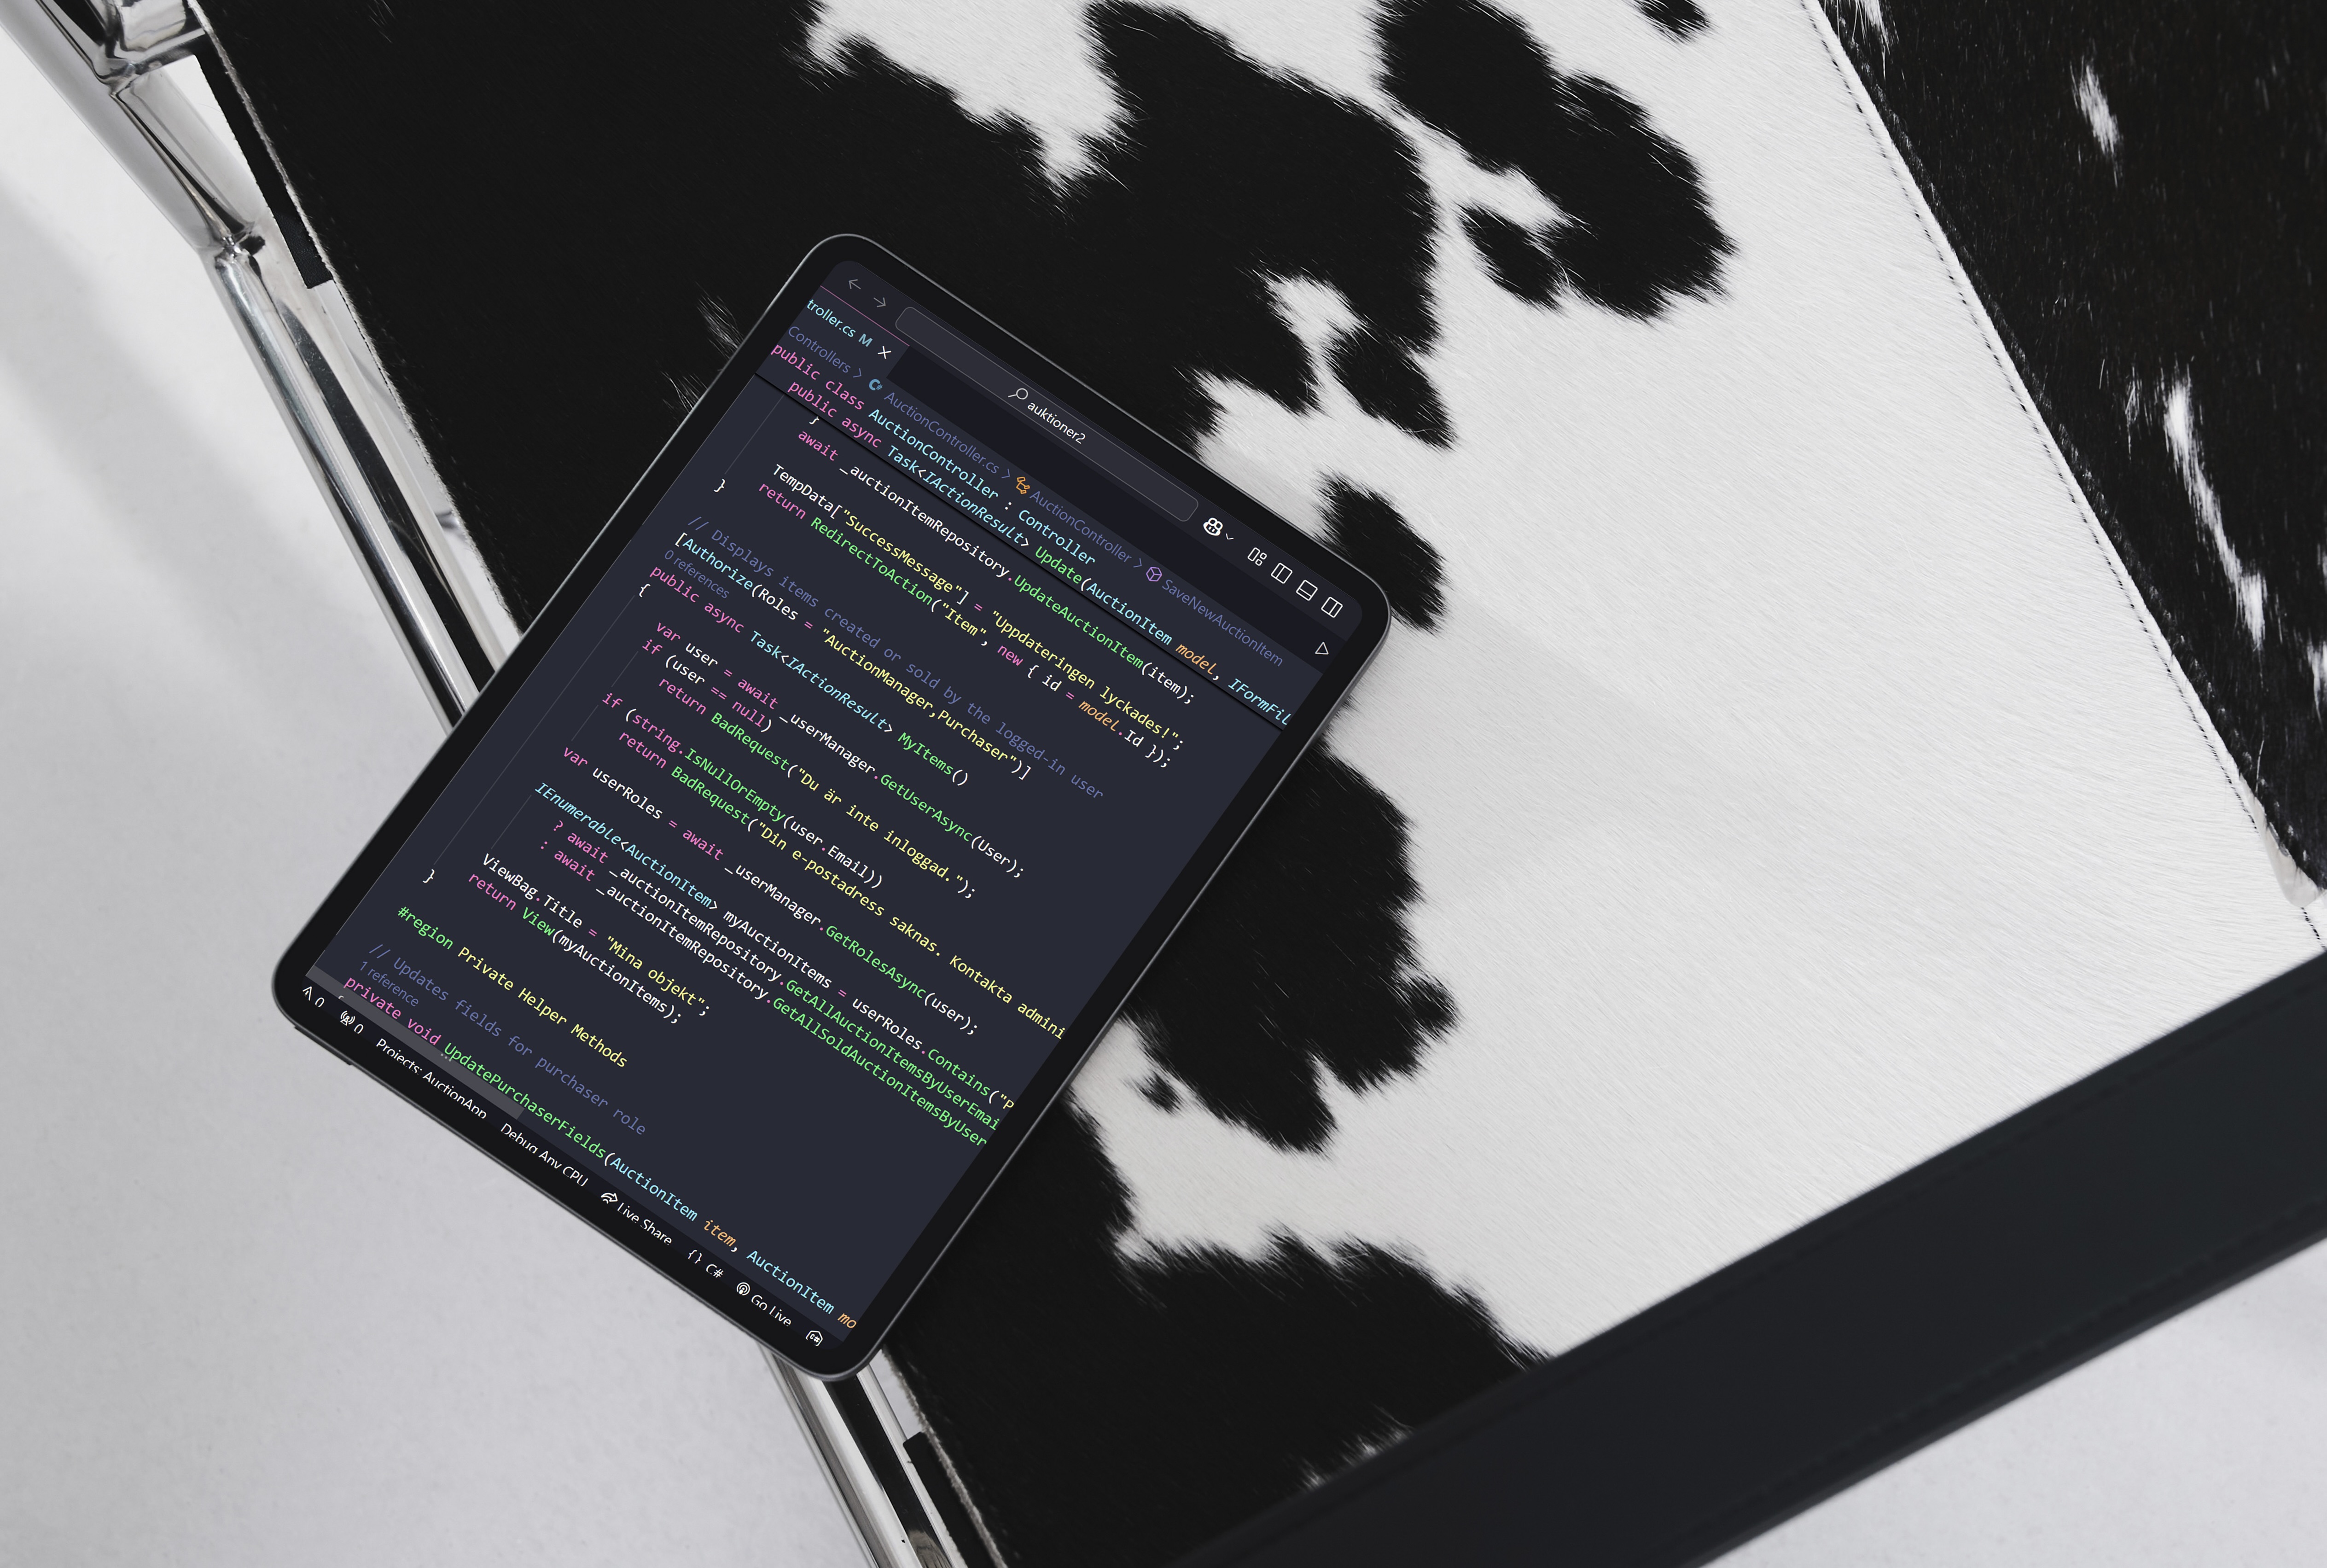 auktioner2
troller.cs M
Controllers > AuctionController.cs > AuctionController > SaveNewAuctionItem
public class AuctionController : Controller
public async Task<IActionResult> Update(AuctionItem model, IFormFil
}
await _auctionItemRepository.UpdateAuctionItem(item);
TempData["SuccessMessage"] = "Uppdateringen lyckades!";
return RedirectToAction("Item", new { id = model.Id });
}
// Displays items created or sold by the logged-in user
[Authorize(Roles = "AuctionManager,Purchaser")]
0 references
public async Task<IActionResult> MyItems()
{
var user = await _userManager.GetUserAsync(User);
if (user == null)
return BadRequest("Du är inte inloggad.");
if (string.IsNullOrEmpty(user.Email))
return BadRequest("Din e-postadress saknas. Kontakta admini
var userRoles = await _userManager.GetRolesAsync(user);
IEnumerable<AuctionItem> myAuctionItems = userRoles.Contains("P
? await _auctionItemRepository.GetAllAuctionItemsByUserEmai
: await _auctionItemRepository.GetAllSoldAuctionItemsByUser
ViewBag.Title = "Mina objekt";
return View(myAuctionItems);
}
#region Private Helper Methods
// Updates fields for purchaser role
1 reference
private void UpdatePurchaserFields(AuctionItem item, AuctionItem mo
{
0 0 Projects: AuctionApp Debug Any CPU Live Share {} C# Go Live